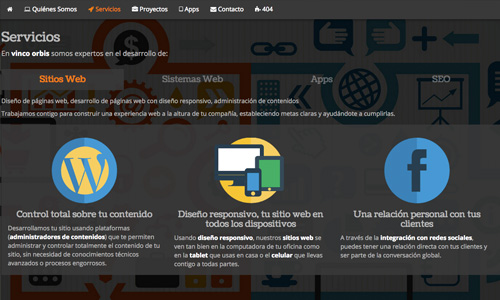 Quiénes Somos Servicios Proyectos Apps Contacto 404
Servicios
En vinco orbis somos expertos en el desarrollo de:
Sitios Web Sistemas Web Apps SEO
Diseño de páginas web, desarrollo de páginas web con diseño responsivo, administración de contenidos
Trabajamos contigo para construir una experiencia web a la altura de tu compañía, estableciendo metas claras y ayudándote a cumplirlas.
Control total sobre tu contenido
Desarrollamos tu sitio usando plataformas
(administradores de contenidos) que te permiten
administrar y controlar totalmente el contenido de tu
sitio, sin necesidad de conocimientos técnicos
avanzados o procesos engorrosos.
Diseño responsivo, tu sitio web en
todos los dispositivos
Usando diseño responsivo, nuestros sitios web se
ven tan bien en la computadora de tu oficina como
en la tablet que usas en casa o el celular que llevas
contigo a todas partes.
Una relación personal con tus
clientes
A través de la integración con redes sociales,
puedes tener una relación directa con tus clientes y
ser parte de la conversación global.